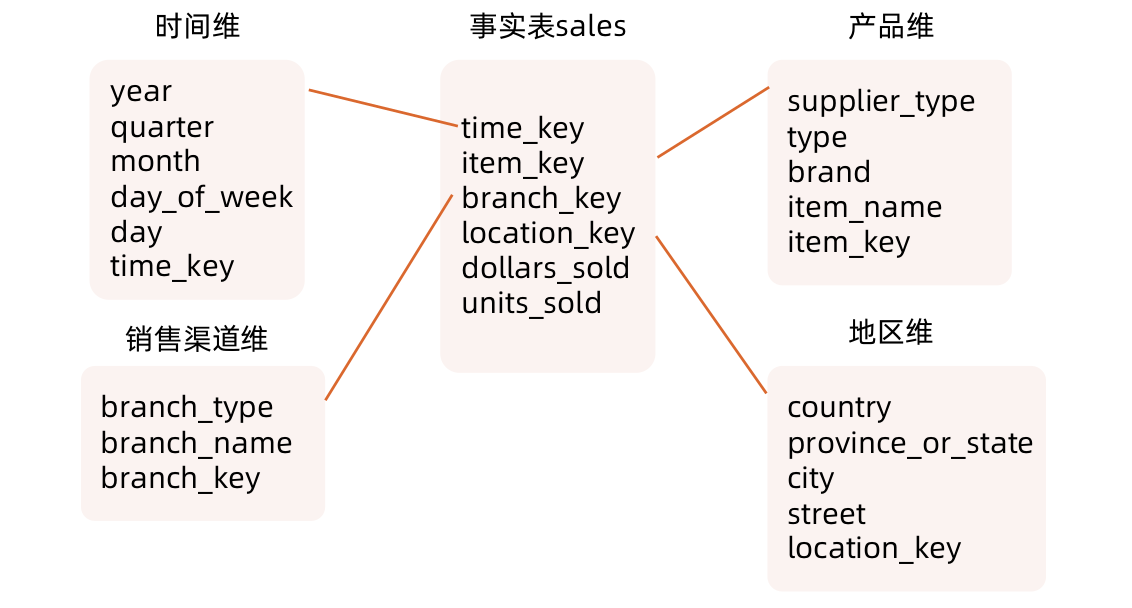 时间维
year
quarter
month
day_of_week
day
time_key
事实表sales
time_key
item_key
branch_key
location_key
dollars_sold
units_sold
产品维
supplier_type
type
brand
item_name
item_key
销售渠道维
branch_type
branch_name
branch_key
地区维
country
province_or_state
city
street
location_key